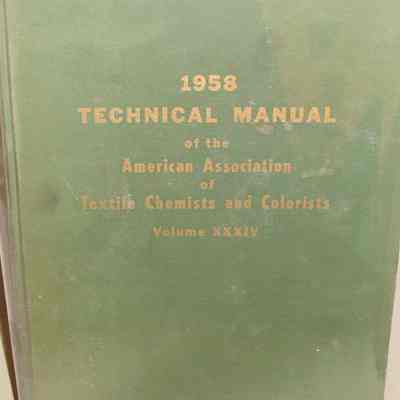 1958
TECHNICAL MANUAL
of the
American Association
of
Textile Chemists and Colorists
Volume XXXIV